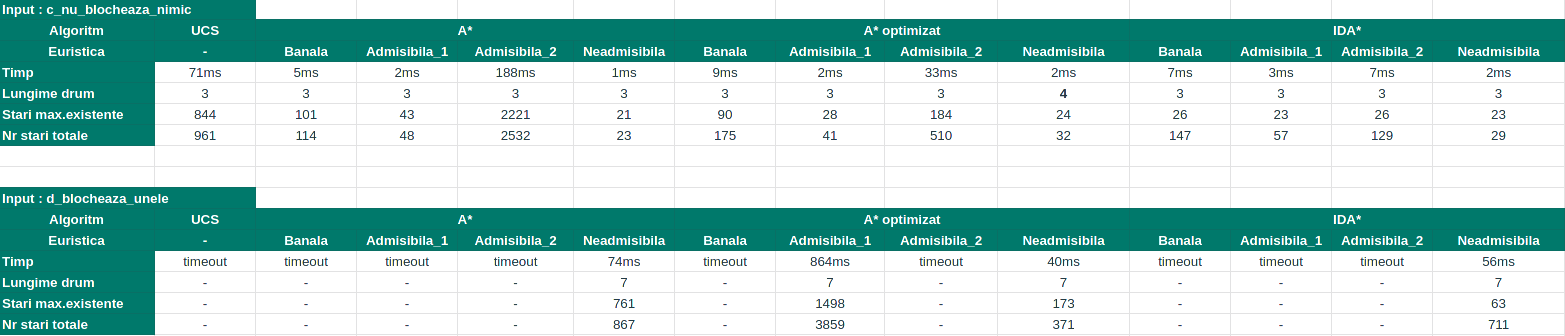 Input : c_nu_blocheaza_nimic
Algoritm UCS A* A* optimizat IDA*
Euristica - Banala Admisibila_1 Admisibila_2 Neadmisibila Banala Admisibila_1 Admisibila_2 Neadmisibila Banala Admisibila_1 Admisibila_2 Neadmisibila
Timp 71ms 5ms 2ms 188ms 1ms 9ms 2ms 33ms 2ms 7ms 3ms 7ms 2ms
Lungime drum 3 3 3 3 3 3 3 3 4 3 3 3 3
Stari max.existente 844 101 43 2221 21 90 28 184 24 26 23 26 23
Nr stari totale 961 114 48 2532 23 175 41 510 32 147 57 129 29
Input : d_blocheaza_unele
Algoritm UCS A* A* optimizat IDA*
Euristica - Banala Admisibila_1 Admisibila_2 Neadmisibila Banala Admisibila_1 Admisibila_2 Neadmisibila Banala Admisibila_1 Admisibila_2 Neadmisibila
Timp timeout timeout timeout timeout 74ms timeout 864ms timeout 40ms timeout timeout timeout 56ms
Lungime drum - - - - 7 - 7 - 7 - - - 7
Stari max.existente - - - - 761 - 1498 - 173 - - - 63
Nr stari totale - - - - 867 - 3859 - 371 - - - 711